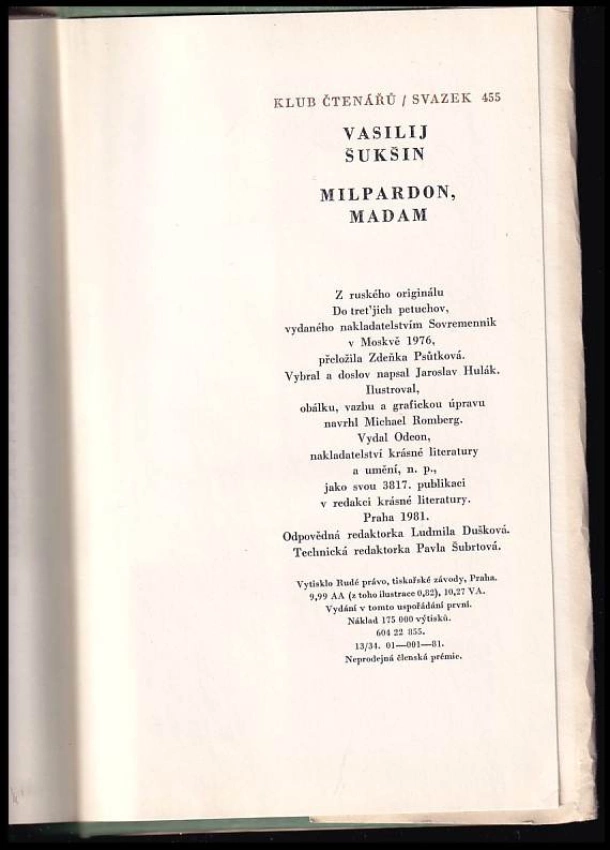 KLUB ČTENÁŘŮ / SVAZEK 455
VASILIJ
ŠUKŠIN
MILPARDON,
MADAM
Z ruského originálu
Do treťjich petuchov,
vydaného nakladatelstvím Sovremennik
v Moskvě 1976,
přeložila Zdeňka Psůtková.
Vybral a doslov napsal Jaroslav Hulák.
Ilustroval,
obálku, vazbu a grafickou úpravu
navrhl Michael Romberg.
Vydal Odeon,
nakladatelství krásné literatury
a umění, n. p.,
jako svou 3817. publikaci
v redakci krásné literatury.
Praha 1981.
Odpovědná redaktorka Ludmila Dušková.
Technická redaktorka Pavla Šubrtová.
Vytisklo Rudé právo, tiskařské závody, Praha.
9,99 AA (z toho ilustrace 0,82), 10,27 VA.
Vydání v tomto uspořádání první.
Náklad 175 000 výtisků.
604 22 855.
13/34. 01—001—81.
Neprodejná členská prémie.